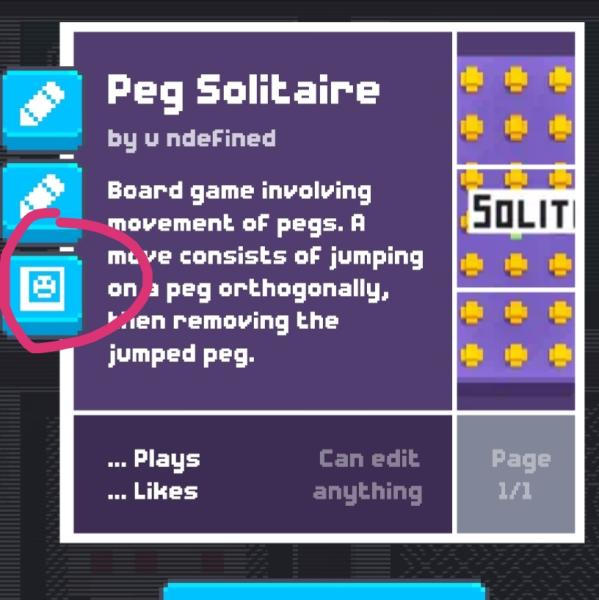 Peg Solitaire
by u ndefined
Board game involving
movement of pegs. A
move consists of jumping
on a peg orthogonally,
then removing the
jumped peg.
SOLIT
... Plays
... Likes
Can edit
anything
Page
1/1